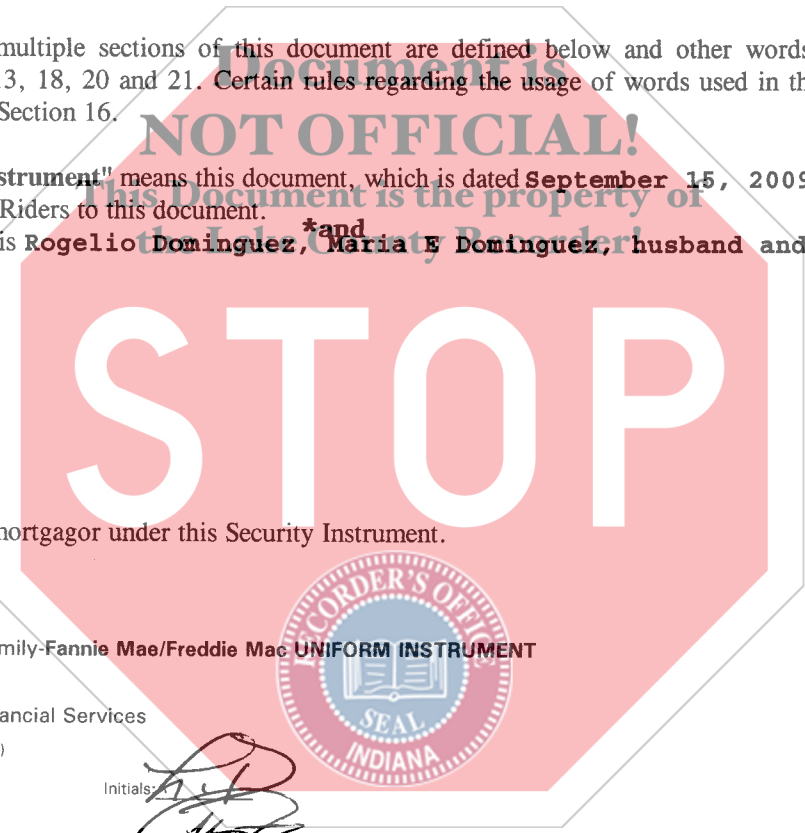 multiple sections of this document are defined below and other words
Document is
13, 18, 20 and 21. Certain rules regarding the usage of words used in th
Section 16.
NOT OFFICIAL!
strument" means this document, which is dated September 15, 2009
This Document is the property of
Riders to this document.
*and
is Rogelio Dominguez, Maria E Dominguez, husband and
the Lake County Recorder!
STOP
mortgagor under this Security Instrument.
RECORDER'S OFFICE
mily-Fannie Mae/Freddie Mac UNIFORM INSTRUMENT
ancial Services
SEAL
)
INDIANA
Initials: